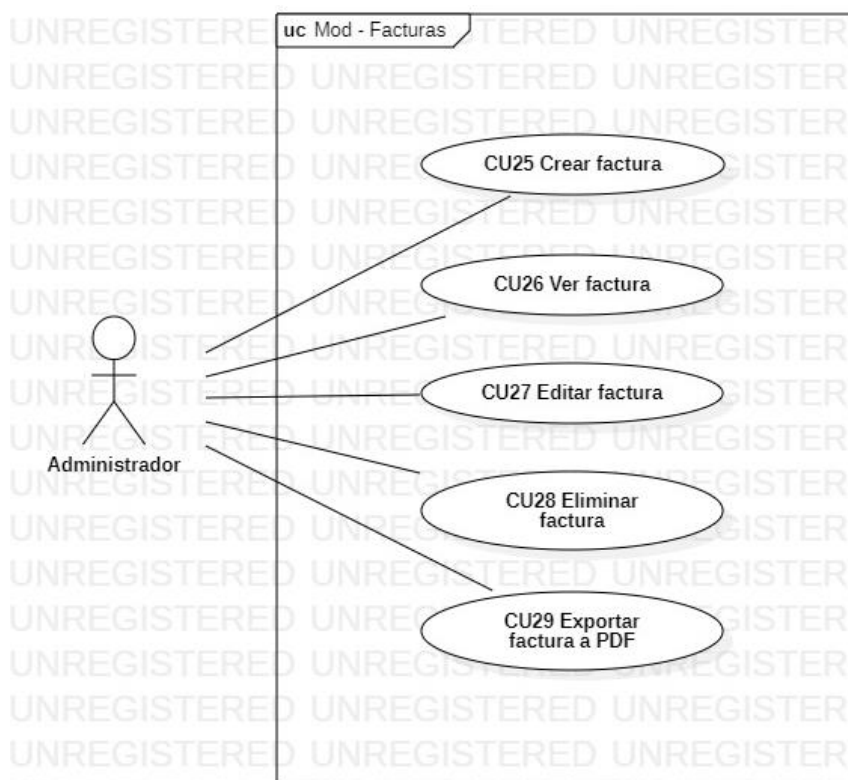 UNREGISTERED UNREGISTERED UNREGISTERED
uc Mod - Facturas
CU25 Crear factura
CU26 Ver factura
CU27 Editar factura
Administrador
CU28 Eliminar
factura
CU29 Exportar
factura a PDF